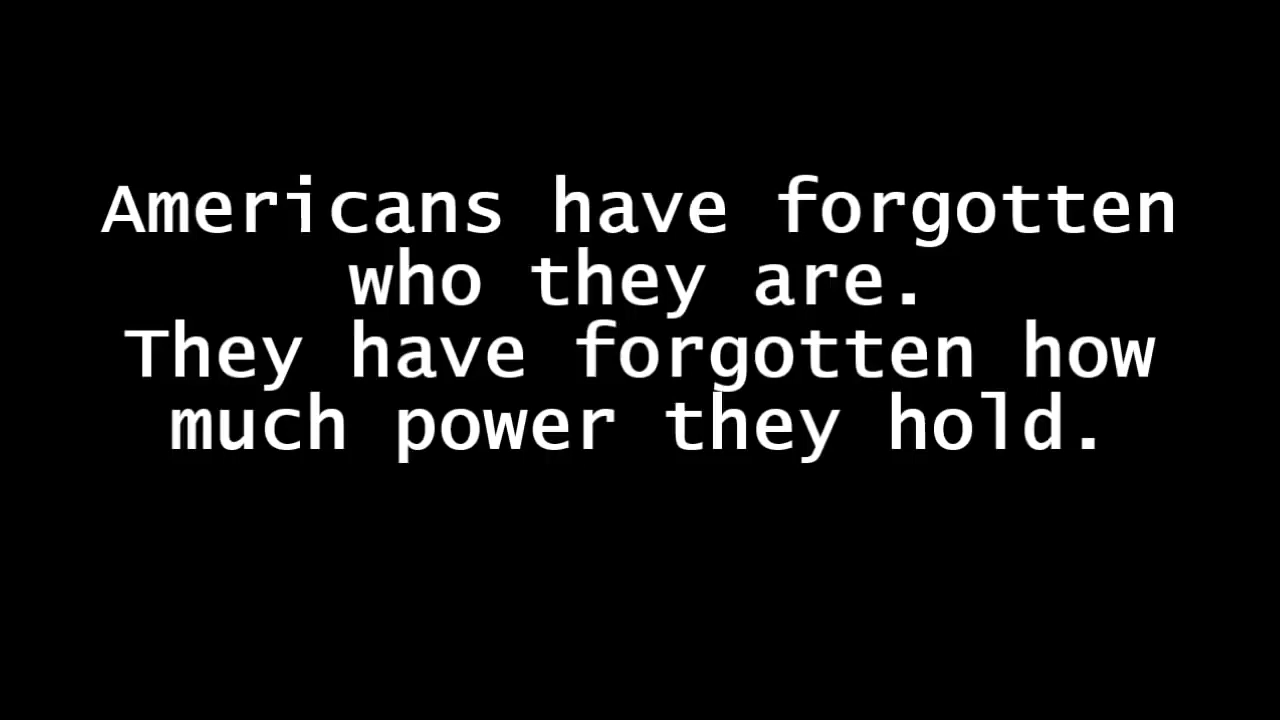 Americans have forgotten
who they are.
They have forgotten how
much power they hold.